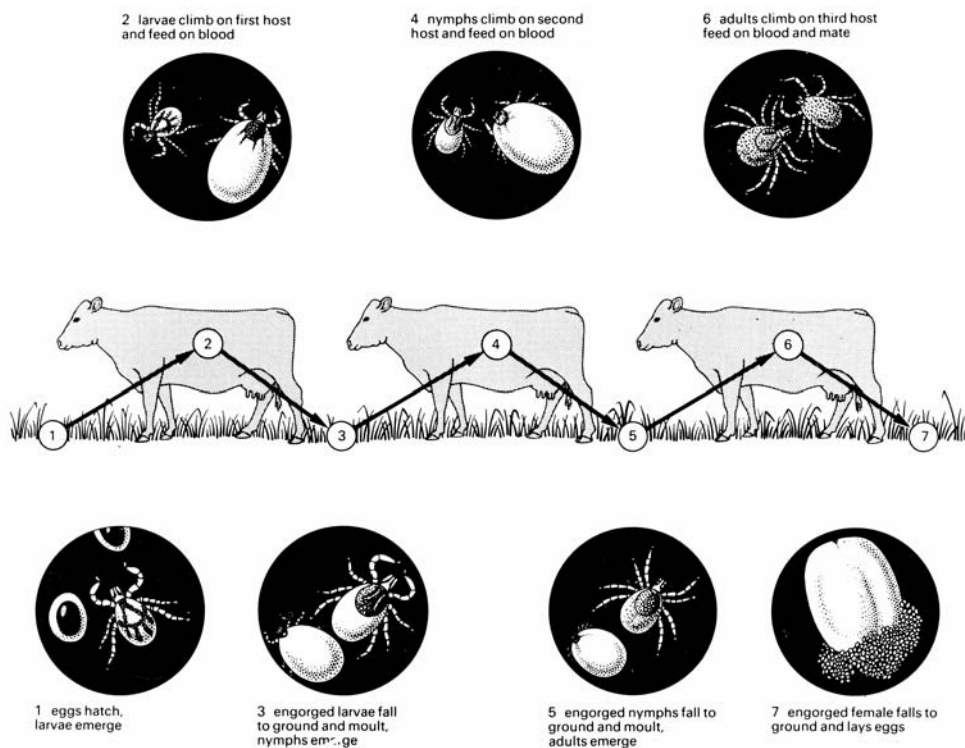 2 larvae climb on first host
and feed on blood
4 nymphs climb on second
host and feed on blood
6 adults climb on third host
feed on blood and mate
2
4
6
1
3
5
7
1 eggs hatch,
larvae emerge
3 engorged larvae fall
to ground and moult,
nymphs emerge
5 engorged nymphs fall to
ground and moult,
adults emerge
7 engorged female falls to
ground and lays eggs